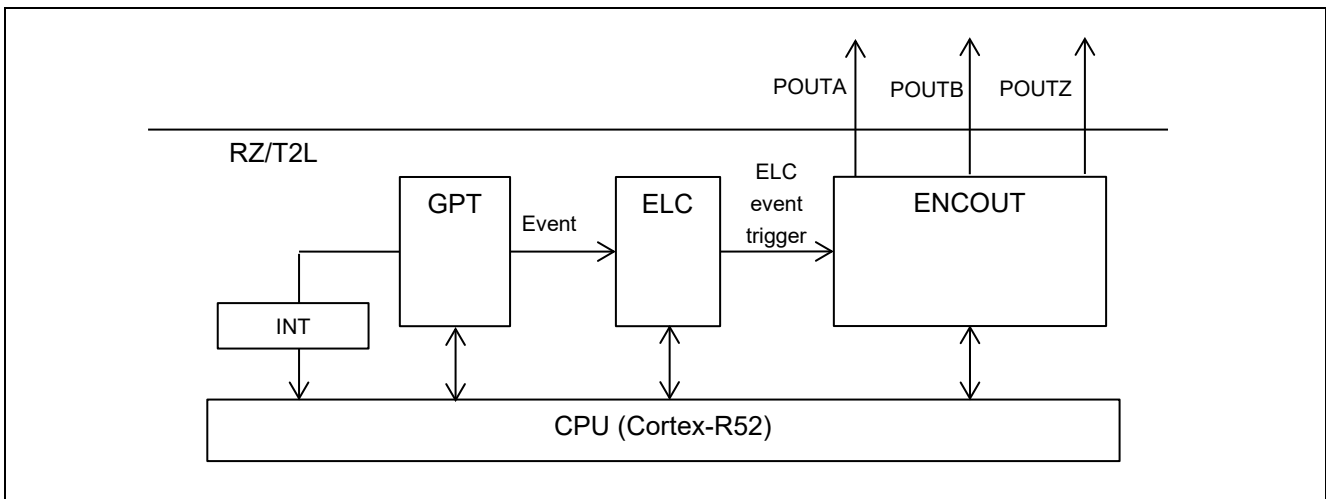 POUTA
POUTB
POUTZ
RZ/T2L
GPT
Event
ELC
ELC
event
trigger
ENCOUT
INT
CPU (Cortex-R52)